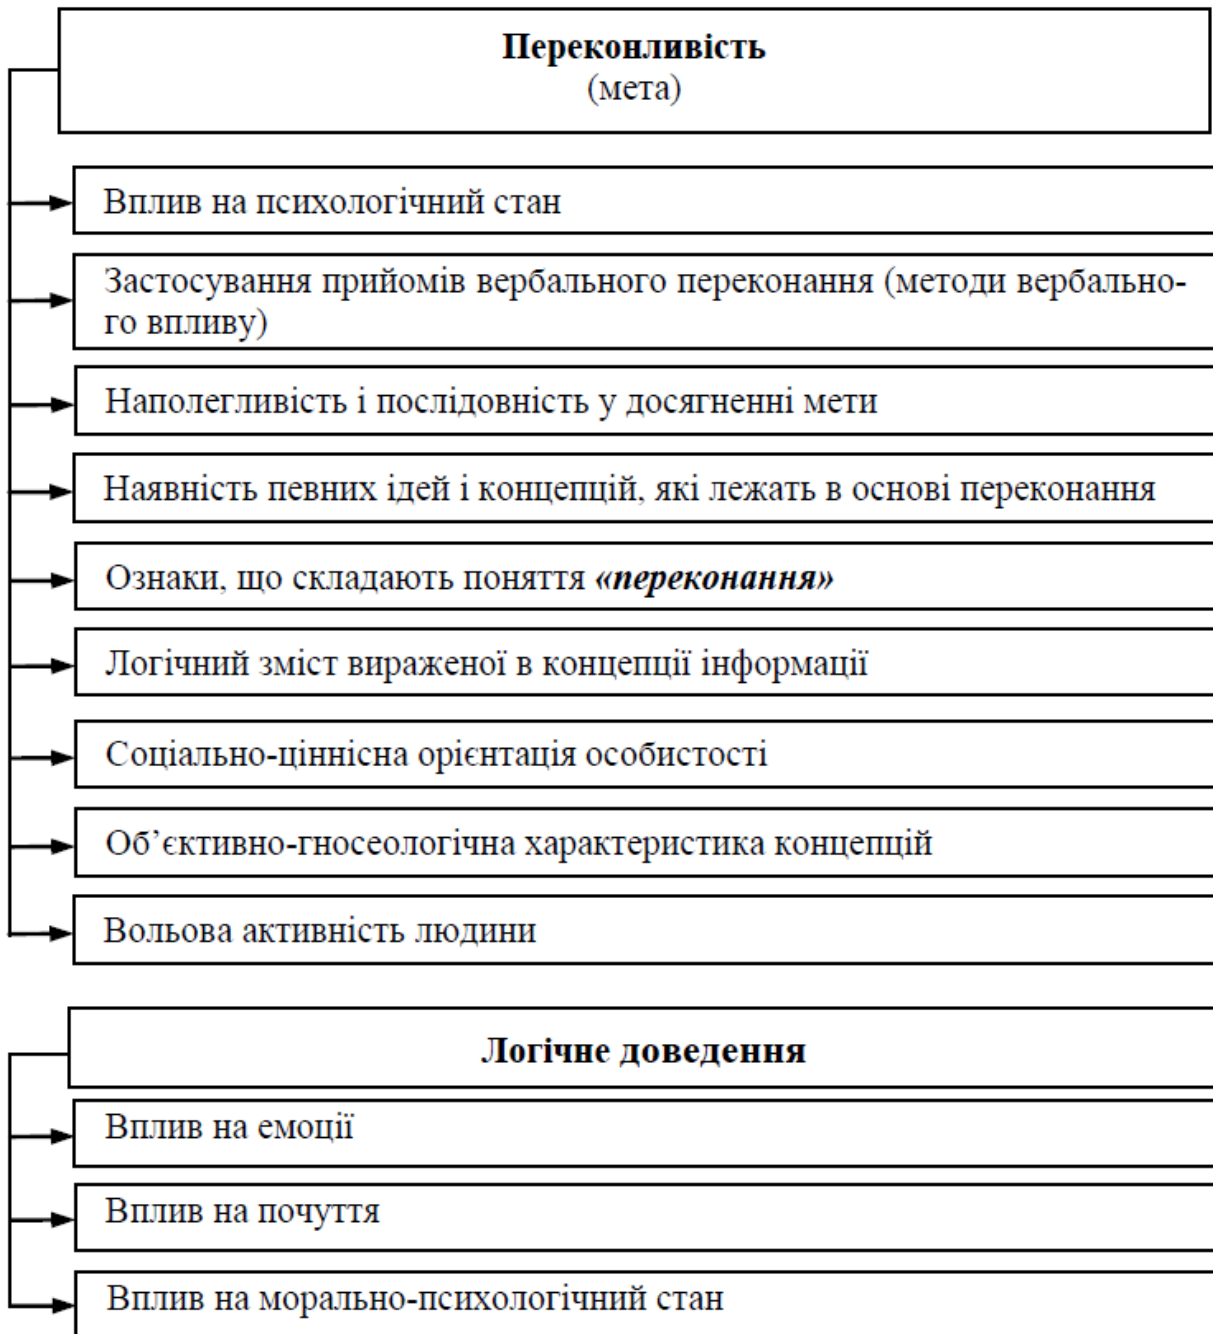 Переконливість
(мета)
Вплив на психологічний стан
Застосування прийомів вербального переконання (методи вербально-
го впливу)
Наполегливість і послідовність у досягненні мети
Наявність певних ідей і концепцій, які лежать в основі переконання
Ознаки, що складають поняття «переконання»
Логічний зміст вираженої в концепції інформації
Соціально-ціннісна орієнтація особистості
Об’єктивно-гносеологічна характеристика концепцій
Вольова активність людини
Логічне доведення
Вплив на емоції
Вплив на почуття
Вплив на морально-психологічний стан